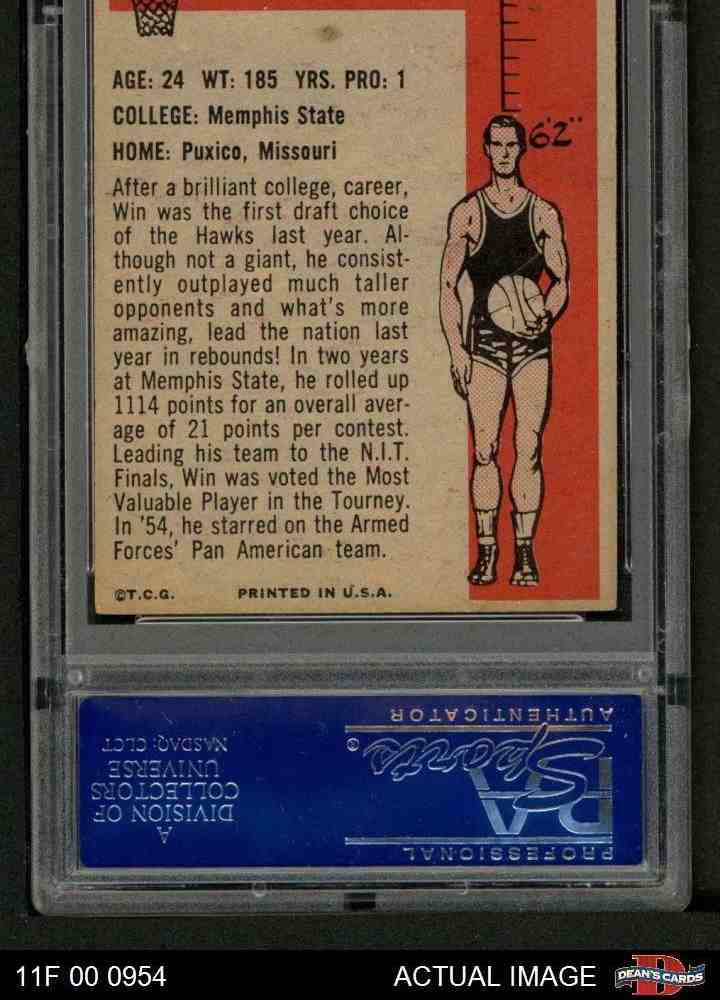 AGE: 24 WT: 185 YRS. PRO: 1
COLLEGE: Memphis State
HOME: Puxico, Missouri
6'2"
After a brilliant college, career,
Win was the first draft choice
of the Hawks last year. Al-
though not a giant, he consist-
ently outplayed much taller
opponents and what's more
amazing, lead the nation last
year in rebounds! In two years
at Memphis State, he rolled up
1114 points for an overall aver-
age of 21 points per contest.
Leading his team to the N.I.T.
Finals, Win was voted the Most
Valuable Player in the Tourney.
In '54, he starred on the Armed
Forces' Pan American team.
©T.C.G. PRINTED IN U.S.A.
PROFESSIONAL
PSA
Sports
®
AUTHENTICATOR
A
DIVISION OF
COLLECTORS
UNIVERSE
NASDAQ: CLCT
11F 00 0954
ACTUAL IMAGE
D
DEAN'S CARDS